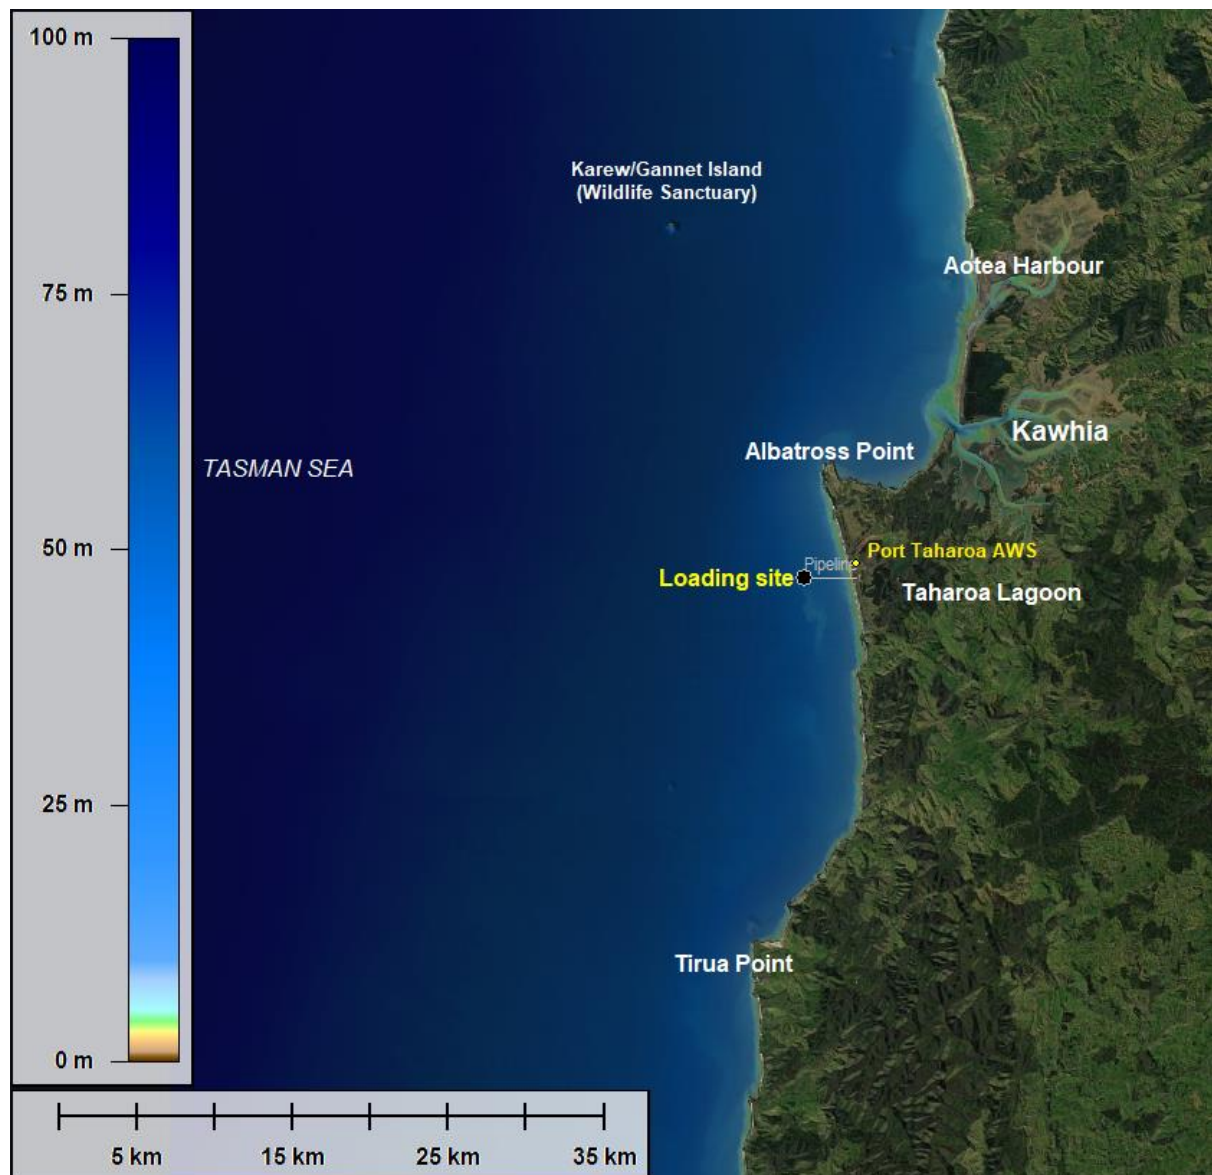 100 m
75 m
50 m
25 m
0 m
Karew/Gannet Island
(Wildlife Sanctuary)
Aotea Harbour
Kawhia
Albatross Point
TASMAN SEA
Port Taharoa AWS
Pipeline
Loading site
Taharoa Lagoon
Tirua Point
5 km
15 km
25 km
35 km